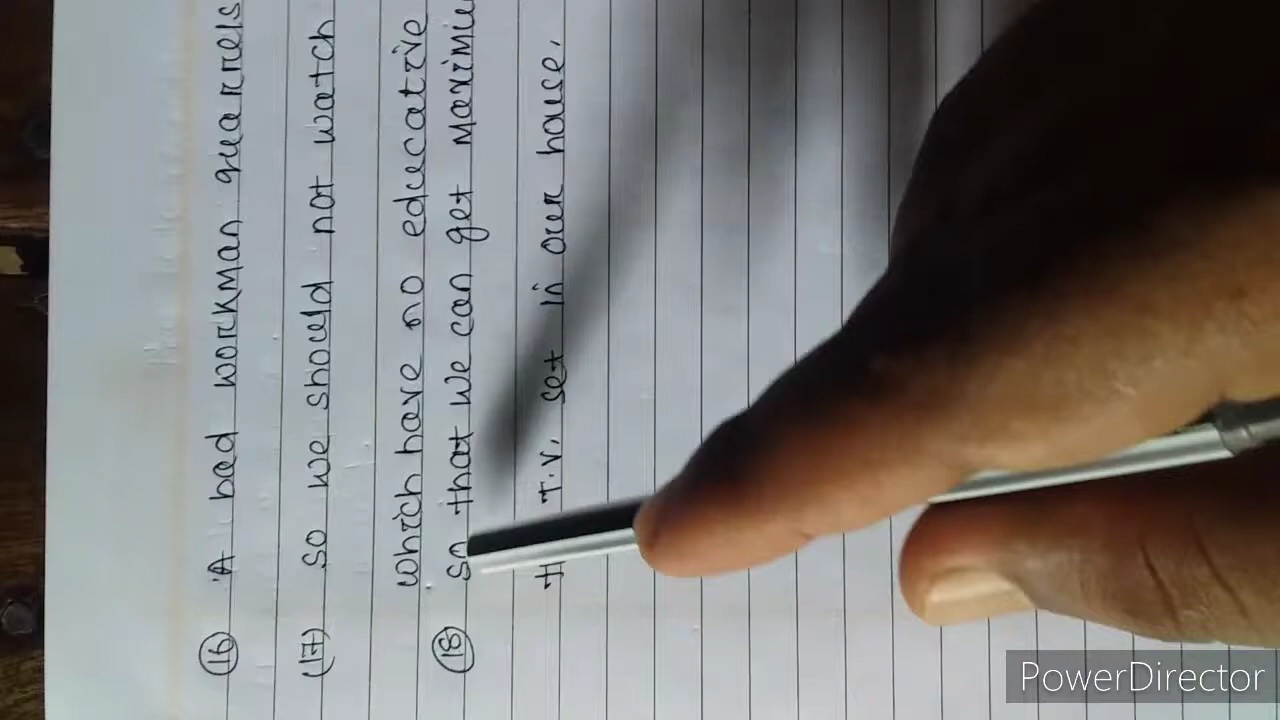 16 A bad workman quarrels
(17) So we should not watch
which have no educative
18 So that we can get
T.V. set in our house.
PowerDirector